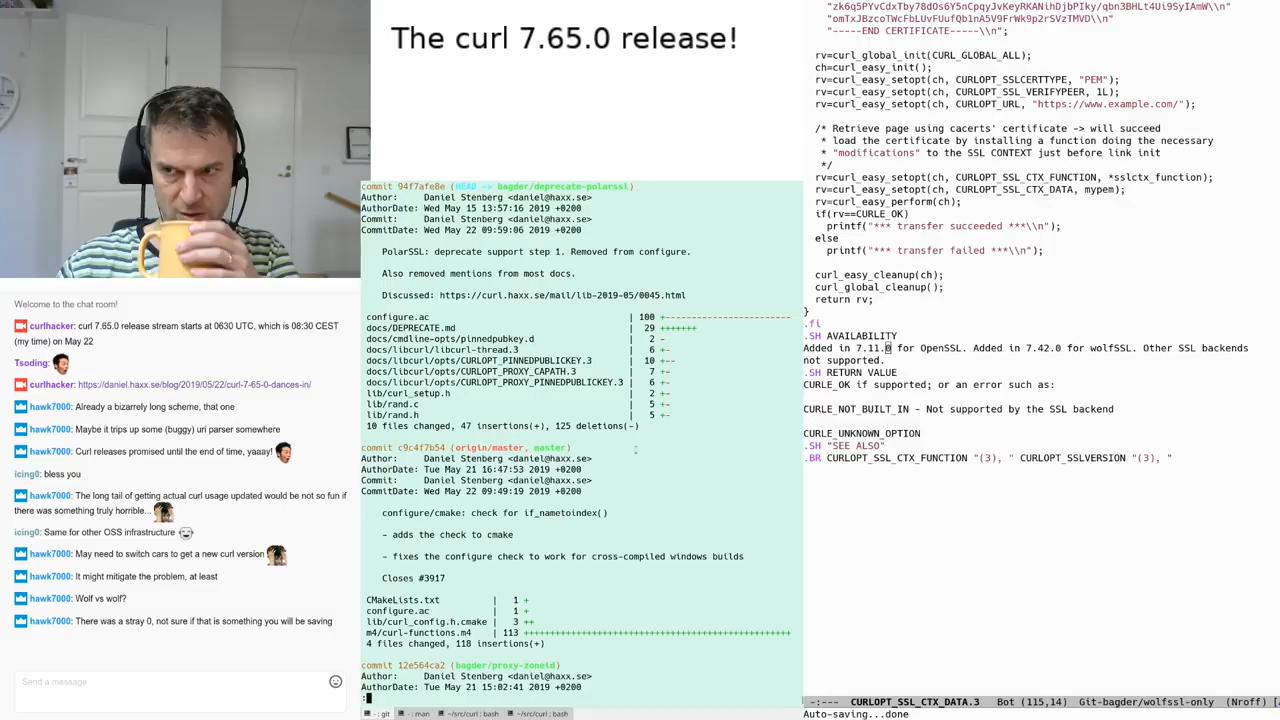 The curl 7.65.0 release!
Welcome to the chat room!
curlhacker: curl 7.65.0 release stream starts at 0630 UTC, which is 08:30 CEST
(my time) on May 22
Tsoding:
curlhacker: https://daniel.haxx.se/blog/2019/05/22/curl-7-65-0-dances-in/
hawk7000: Already a bizarrely long scheme, that one
hawk7000: Maybe it trips up some (buggy) uri parser somewhere
hawk7000: Curl releases promised until the end of time, yaaay!
icing0: bless you
hawk7000: The long tail of getting actual curl usage updated would be not so fun if
there was something truly horrible...
icing0: Same for other OSS infrastructure
hawk7000: May need to switch cars to get a new curl version
hawk7000: It might mitigate the problem, at least
hawk7000: Wolf vs wolf?
hawk7000: There was a stray 0, not sure if that is something you will be saving
Send a message
commit 94f7afe8e (HEAD -> bagder/deprecate-polarssl)
Author:     Daniel Stenberg <daniel@haxx.se>
AuthorDate: Wed May 15 13:57:16 2019 +0200
Commit:     Daniel Stenberg <daniel@haxx.se>
CommitDate: Wed May 22 09:59:06 2019 +0200
PolarSSL: deprecate support step 1. Removed from configure.
Also removed mentions from most docs.
Discussed: https://curl.haxx.se/mail/lib-2019-05/0045.html
configure.ac | 100 +-----------------------
docs/DEPRECATE.md | 29 +++++++
docs/cmdline-opts/pinnedpubkey.d | 2 -
docs/libcurl/libcurl-thread.3 | 6 +-
docs/libcurl/opts/CURLOPT_PINNEDPUBLICKEY.3 | 10 +--
docs/libcurl/opts/CURLOPT_PROXY_CAPATH.3 | 7 +-
docs/libcurl/opts/CURLOPT_PROXY_PINNEDPUBLICKEY.3 | 6 +-
lib/curl_setup.h | 2 +-
lib/rand.c | 5 +-
lib/rand.h | 5 +-
10 files changed, 47 insertions(+), 125 deletions(-)
commit c9c4f7b54 (origin/master, master)
Author:     Daniel Stenberg <daniel@haxx.se>
AuthorDate: Tue May 21 16:47:53 2019 +0200
Commit:     Daniel Stenberg <daniel@haxx.se>
CommitDate: Wed May 22 09:49:19 2019 +0200
configure/cmake: check for if_nametoindex()
- adds the check to cmake
- fixes the configure check to work for cross-compiled windows builds
Closes #3917
CMakeLists.txt | 1 +
configure.ac | 1 +
lib/curl_config.h.cmake | 3 ++
m4/curl-functions.m4 | 113 +++++++++++++++++++++++++++++++++++++++++++++++++
4 files changed, 118 insertions(+)
commit 12e564ca2 (bagder/proxy-zoneid)
Author:     Daniel Stenberg <daniel@haxx.se>
AuthorDate: Tue May 21 15:02:41 2019 +0200
:
- : git   - : man   ~/src/curl : bash   ~/src/curl : bash
"zk6q5PYvCdxTby78dOs6Y5nCpqyJvKeyRKANihDjbPIky/qbn3BHLt4Ui9SyIAmW\\n"
"omTxJBzcoTWcFbLUvFUufQb1nA5V9FrWk9p2rSVzTMVD\\n"
"-----END CERTIFICATE-----\\n";
rv=curl_global_init(CURL_GLOBAL_ALL);
ch=curl_easy_init();
rv=curl_easy_setopt(ch, CURLOPT_SSLCERTTYPE, "PEM");
rv=curl_easy_setopt(ch, CURLOPT_SSL_VERIFYPEER, 1L);
rv=curl_easy_setopt(ch, CURLOPT_URL, "https://www.example.com/");
/* Retrieve page using cacerts' certificate -> will succeed
* load the certificate by installing a function doing the necessary
* "modifications" to the SSL CONTEXT just before link init
*/
rv=curl_easy_setopt(ch, CURLOPT_SSL_CTX_FUNCTION, *sslctx_function);
rv=curl_easy_setopt(ch, CURLOPT_SSL_CTX_DATA, mypem);
rv=curl_easy_perform(ch);
if(rv==CURLE_OK)
printf("*** transfer succeeded ***\\n");
else
printf("*** transfer failed ***\\n");
curl_easy_cleanup(ch);
curl_global_cleanup();
return rv;
}
.fi
.SH AVAILABILITY
Added in 7.11.0 for OpenSSL. Added in 7.42.0 for wolfSSL. Other SSL backends
not supported.
.SH RETURN VALUE
CURLE_OK if supported; or an error such as:
CURLE_NOT_BUILT_IN - Not supported by the SSL backend
CURLE_UNKNOWN_OPTION
.SH "SEE ALSO"
.BR CURLOPT_SSL_CTX_FUNCTION "(3), " CURLOPT_SSLVERSION "(3), "
-:---  CURLOPT_SSL_CTX_DATA.3   Bot (115,14)   Git-bagder/wolfssl-only  (Nroff) [
Auto-saving...done